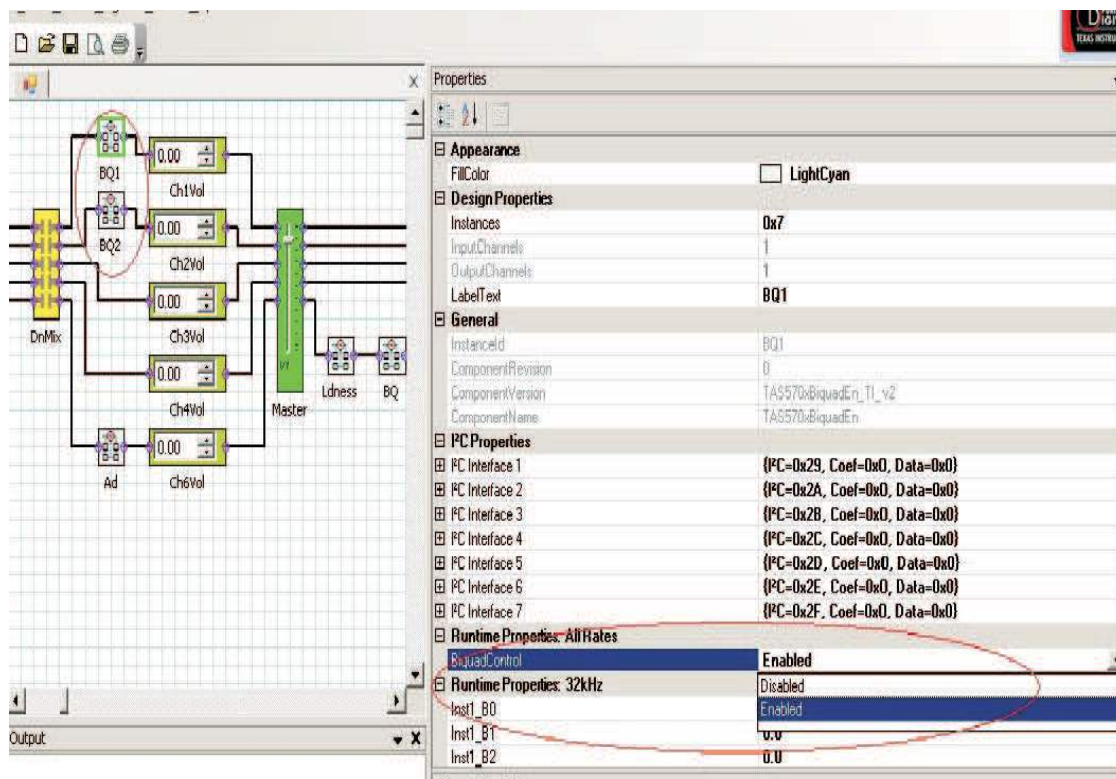 TEXAS INSTRU
Properties
BQ1
0.00
Ch1Vol
BQ2
0.00
Ch2Vol
0.00
Ch3Vol
DnMix
0.00
Ch4Vol
Master
Ldness
BQ
Ad
0.00
Ch6Vol
Output
Appearance
FillColor LightCyan
Design Properties
Instances 0x7
InputChannels 1
OutputChannels 1
LabelText BQ1
General
InstanceId BQ1
ComponentRevision 0
ComponentVersion TAS570xBiquadEn_TI_v2
ComponentName TAS570xBiquadEn
I²C Properties
I²C Interface 1 {I²C=0x29, Coef=0x0, Data=0x0}
I²C Interface 2 {I²C=0x2A, Coef=0x0, Data=0x0}
I²C Interface 3 {I²C=0x2B, Coef=0x0, Data=0x0}
I²C Interface 4 {I²C=0x2C, Coef=0x0, Data=0x0}
I²C Interface 5 {I²C=0x2D, Coef=0x0, Data=0x0}
I²C Interface 6 {I²C=0x2E, Coef=0x0, Data=0x0}
I²C Interface 7 {I²C=0x2F, Coef=0x0, Data=0x0}
Runtime Properties: All Rates
BiquadControl Enabled
Disabled
Enabled
Runtime Properties: 32kHz
Inst1_B0
Inst1_B1 0.0
Inst1_B2 0.0